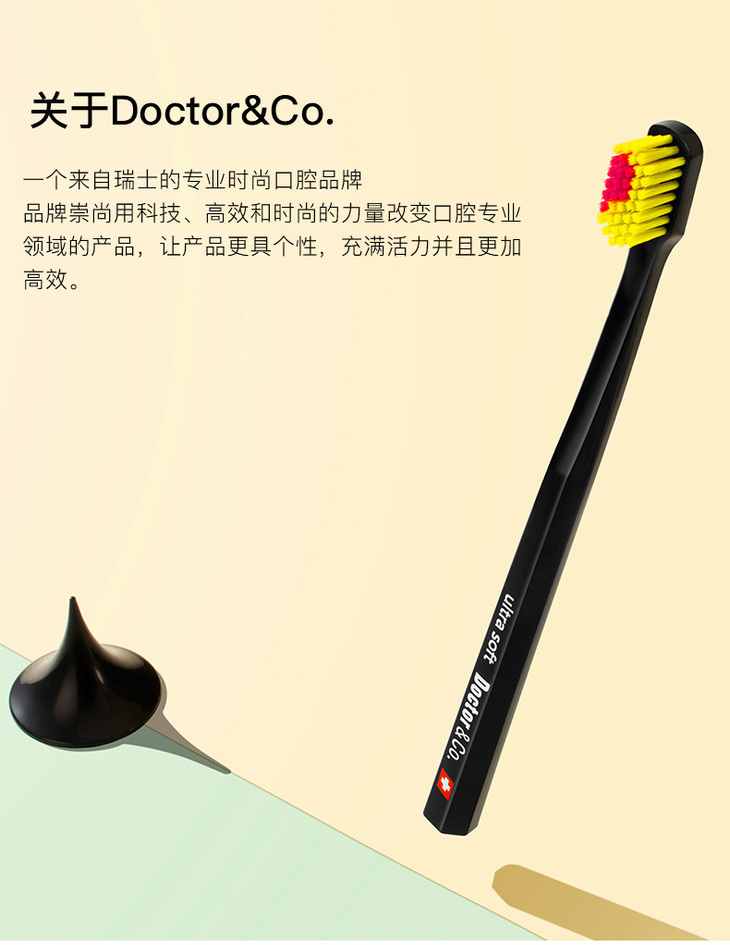 关于Doctor&Co.
一个来自瑞士的专业时尚口腔品牌
品牌崇尚用科技、高效和时尚的力量改变口腔专业
领域的产品，让产品更具个性，充满活力并且更加
高效。
ultra soft Doctor&Co.